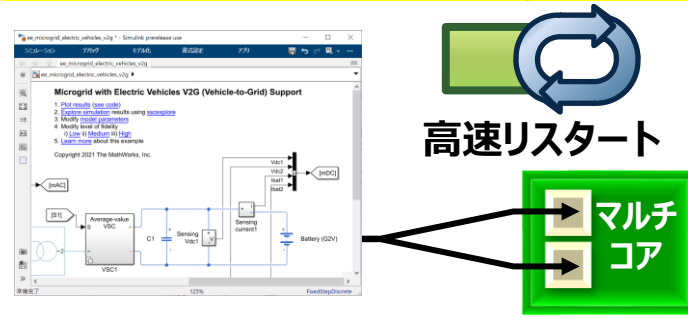 ee_microgrid_electric_vehicles_v2g * - Simulink prerelease use
シミュレーション デバッグ モデル化 書式設定 アプリ
ee_microgrid_electric_vehicles_v2g
ee_microgrid_electric_vehicles_v2g
Microgrid with Electric Vehicles V2G (Vehicle-to-Grid) Support
1. Plot results (see code)
2. Explore simulation results using sscexplore
3. Modify model parameters
4 Modify level of fidelity
i) Low ii) Medium iii) High
5. Learn more about this example
Copyright 2021 The MathWorks, Inc.
[mAC]
Vdc1
Vdc2
Ibat1
Ibat2
[mDC]
[S1]
Average-value
VSC
VSC1
C1
Sensing
Vdc1
V
I
Sensing
current1
Battery (G2V)
準備完了 125% FixedStepDiscrete
高速リスタート
マルチ
コア